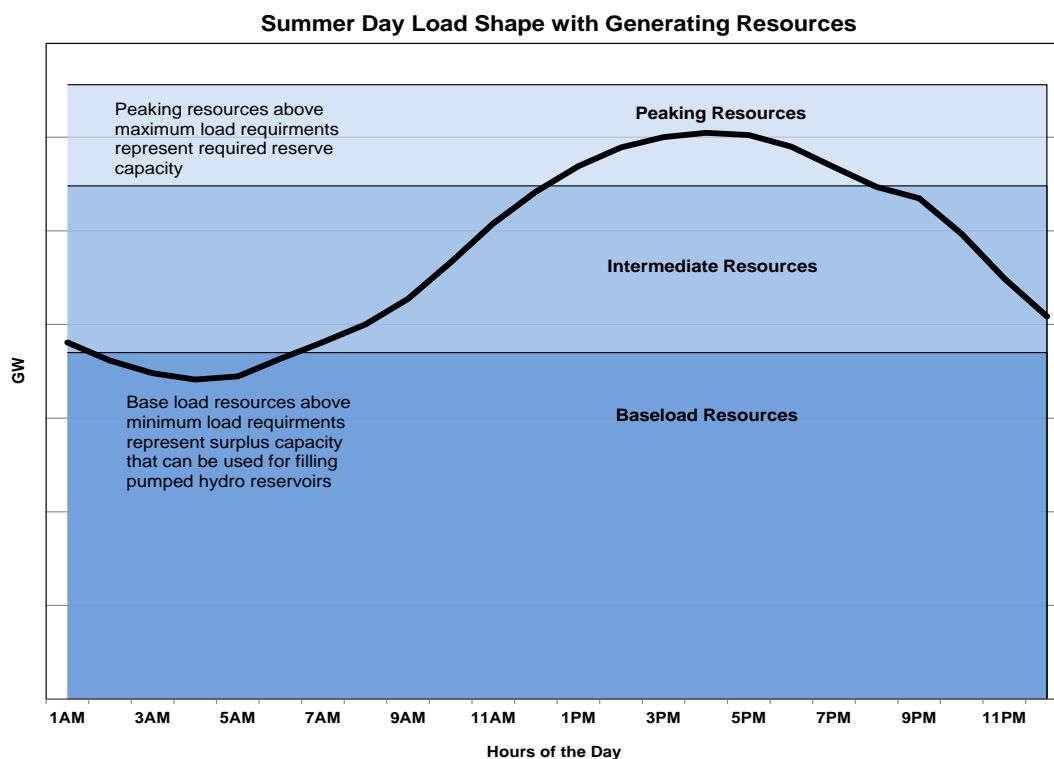 Summer Day Load Shape with Generating Resources
Peaking resources above
maximum load requirments
represent required reserve
capacity
Peaking Resources
Intermediate Resources
GW
Base load resources above
minimum load requirments
represent surplus capacity
that can be used for filling
pumped hydro reservoirs
Baseload Resources
1AM 3AM 5AM 7AM 9AM 11AM 1PM 3PM 5PM 7PM 9PM 11PM
Hours of the Day